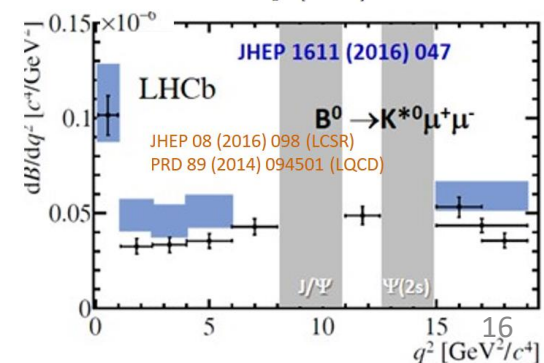 0.15
×10⁻⁶
JHEP 1611 (2016) 047
LHCb
0.1
B⁰ →K*⁰μ⁺μ⁻
JHEP 08 (2016) 098 (LCSR)
PRD 89 (2014) 094501 (LQCD)
dB/dq² [c⁴/GeV²]
0.05
J/Ψ
Ψ(2s)
0
0 5 10 15 16
q² [GeV²/c⁴]